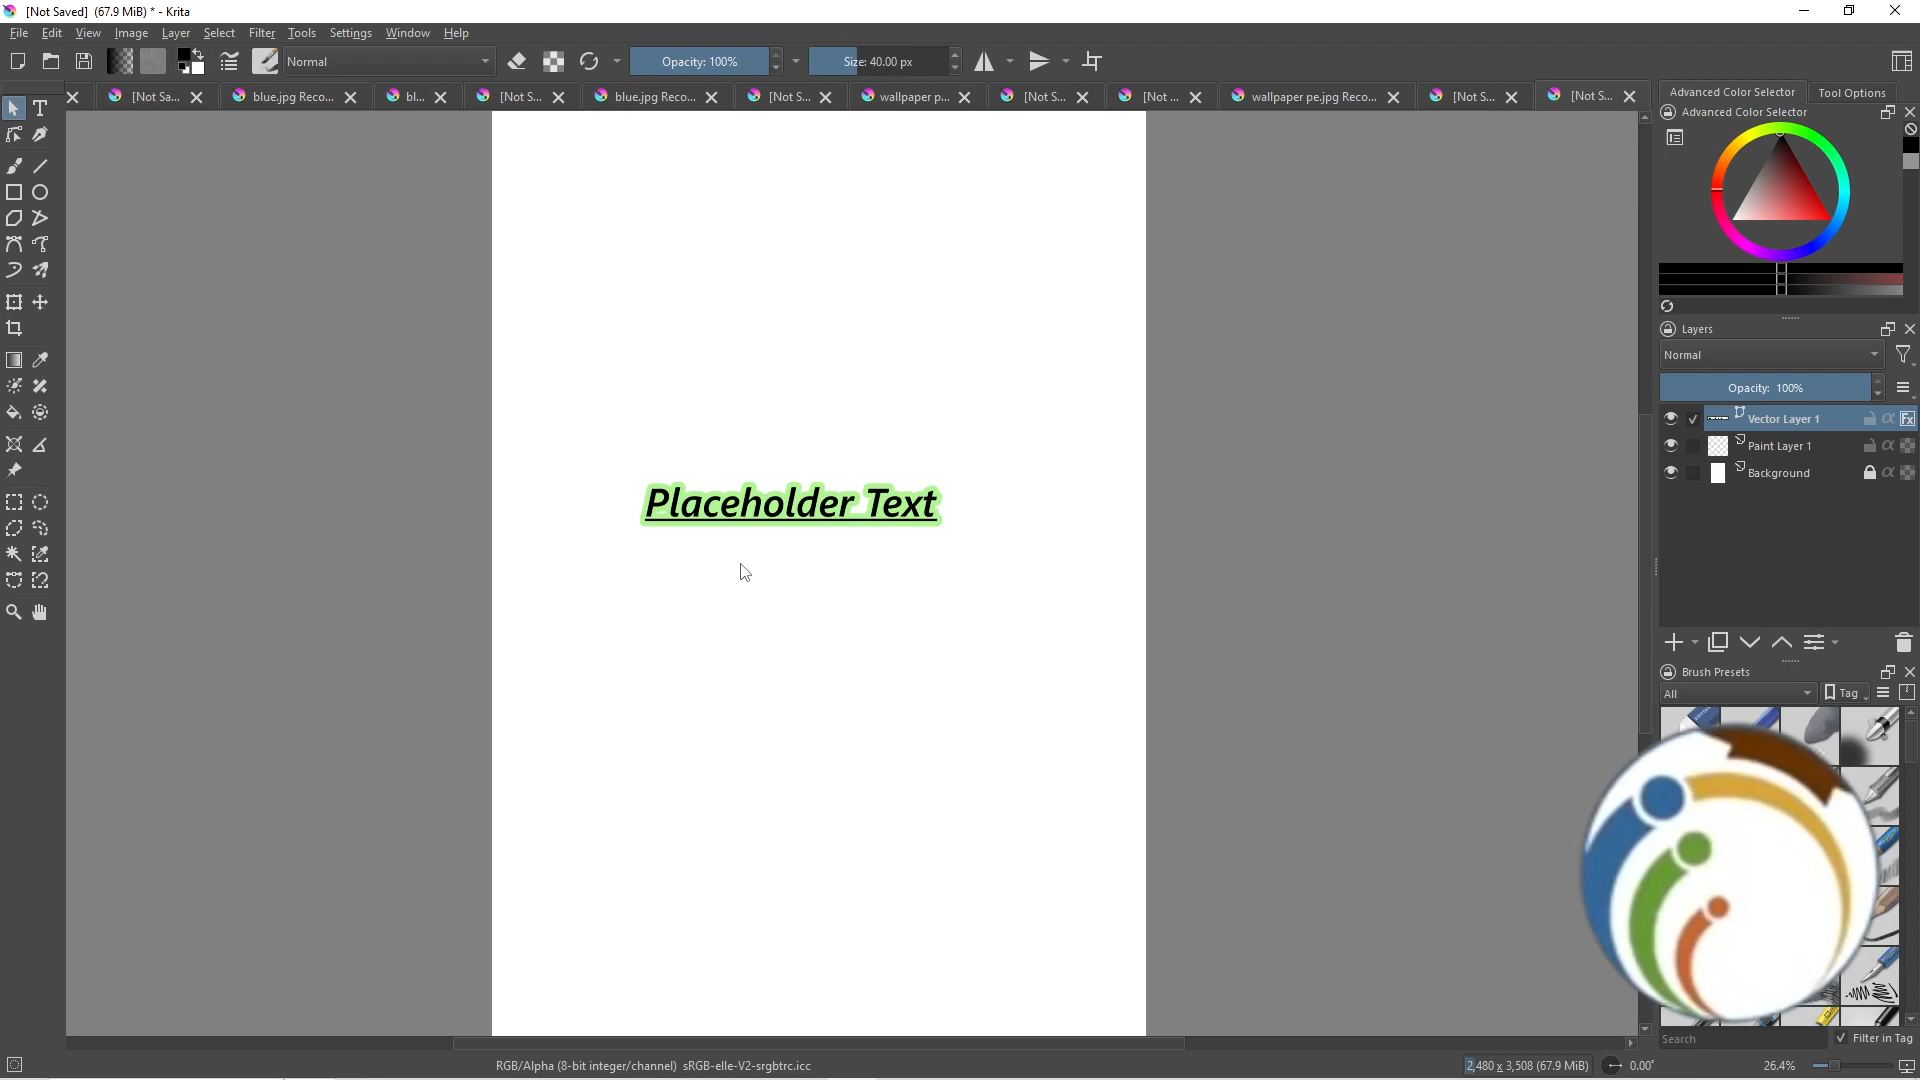 [Not Saved]  (67.9 MiB) * - Krita
File Edit View Image Layer Select Filter Tools Settings Window Help
Normal
Opacity: 100%
Size: 40.00 px
[Not Sa...
blue.jpg Reco...
bl...
[Not S...
blue.jpg Reco...
[Not S...
wallpaper p...
[Not S...
[Not ...
wallpaper pe.jpg Reco...
[Not S...
[Not S...
Advanced Color Selector
Tool Options
Advanced Color Selector
Layers
Normal
Opacity:  100%
Vector Layer 1
Paint Layer 1
Background
Placeholder Text
Brush Presets
All
Tag
Search
Filter in Tag
RGB/Alpha (8-bit integer/channel)  sRGB-elle-V2-srgbtrc.icc
2,480 x 3,508 (67.9 MiB)
0.00°
26.4%